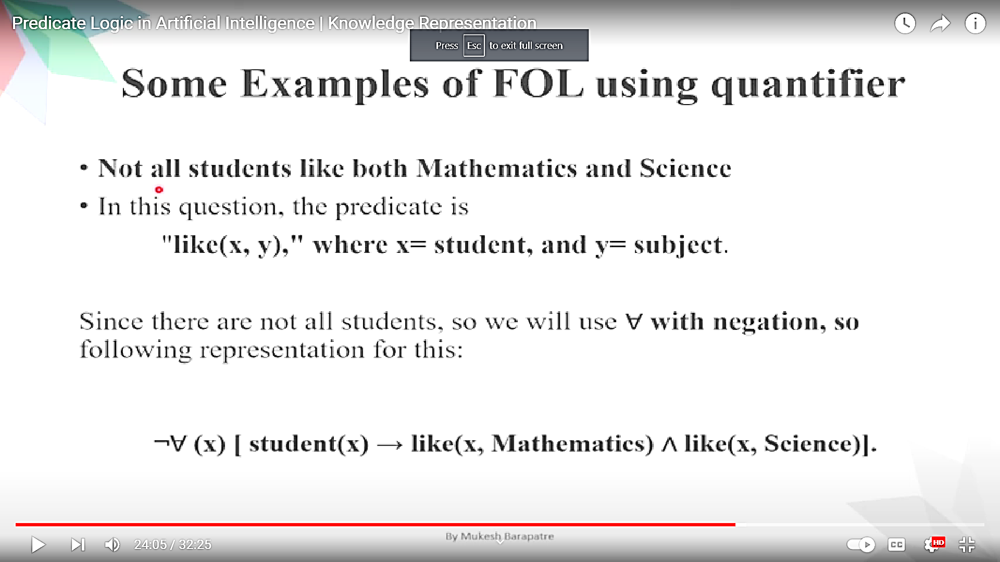 Predicate Logic in Artificial Intelligence | Knowledge Representation
Press Esc to exit full screen
Some Examples of FOL using quantifier
• Not all students like both Mathematics and Science
• In this question, the predicate is
"like(x, y)," where x= student, and y= subject.
Since there are not all students, so we will use ∀ with negation, so
following representation for this:
¬∀ (x) [ student(x) → like(x, Mathematics) ∧ like(x, Science)].
By Mukesh Barapatre
24:05 / 32:25
CC
HD